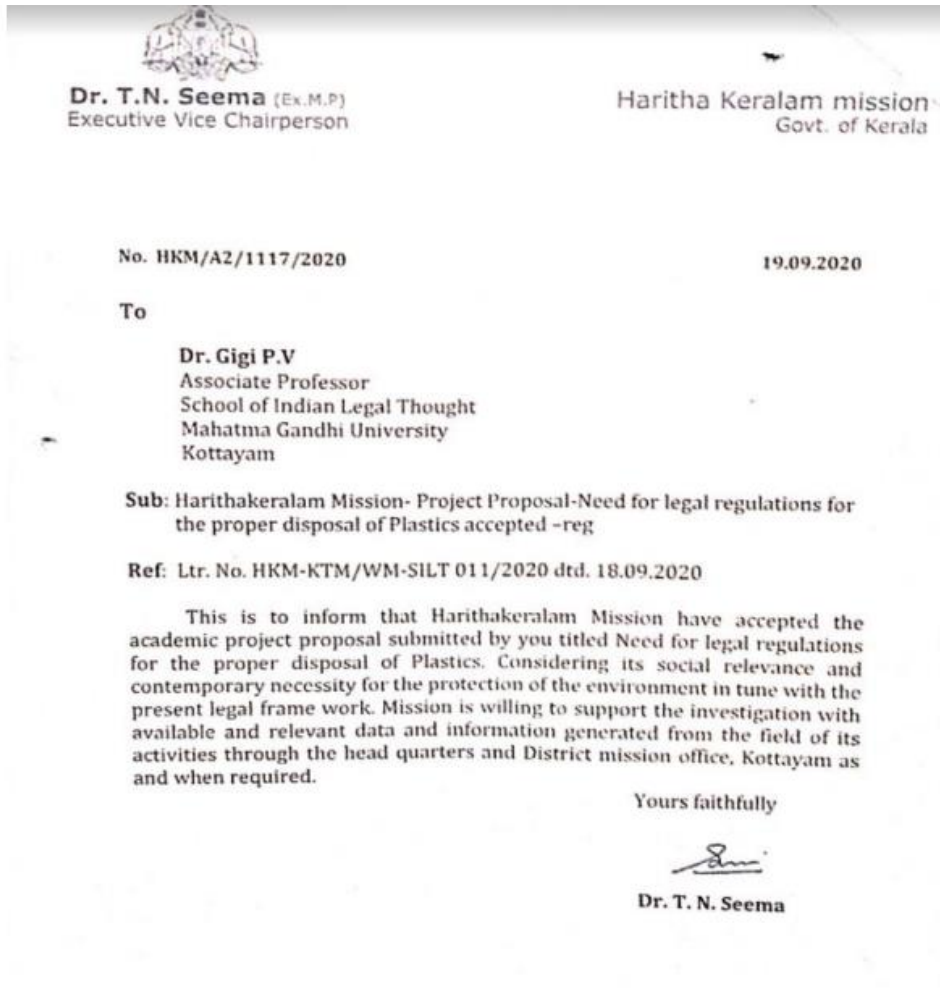 Dr. T.N. Seema (Ex.M.P)
Executive Vice Chairperson
Haritha Keralam mission
Govt. of Kerala
No. HKM/A2/1117/2020
19.09.2020
To
Dr. Gigi P.V
Associate Professor
School of Indian Legal Thought
Mahatma Gandhi University
Kottayam
Sub: Harithakeralam Mission- Project Proposal-Need for legal regulations for
the proper disposal of Plastics accepted –reg
Ref: Ltr. No. HKM-KTM/WM-SILT 011/2020 dtd. 18.09.2020
This is to inform that Harithakeralam Mission have accepted the
academic project proposal submitted by you titled Need for legal regulations
for the proper disposal of Plastics. Considering its social relevance and
contemporary necessity for the protection of the environment in tune with the
present legal frame work. Mission is willing to support the investigation with
available and relevant data and information generated from the field of its
activities through the head quarters and District mission office, Kottayam as
and when required.
Yours faithfully
Dr. T. N. Seema